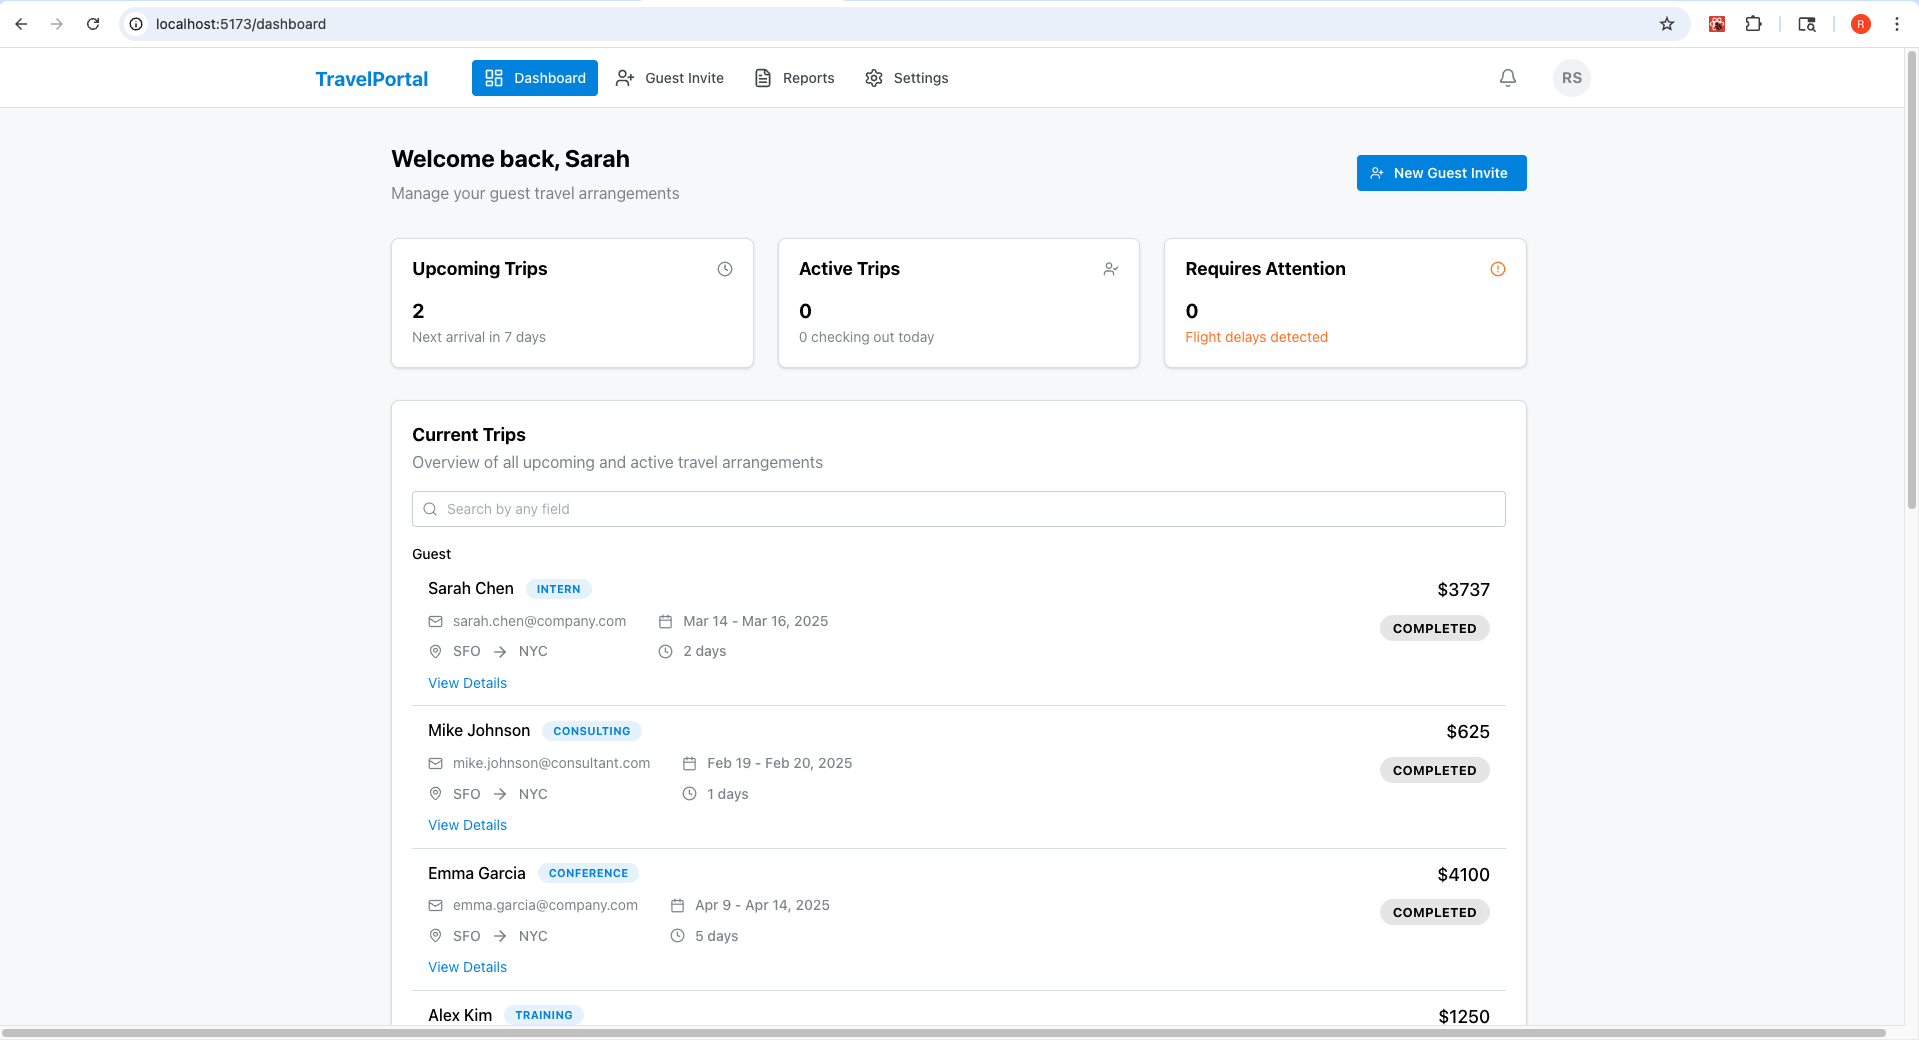 localhost:5173/dashboard
R
TravelPortal
Dashboard
Guest Invite
Reports
Settings
RS
Welcome back, Sarah
Manage your guest travel arrangements
New Guest Invite
Upcoming Trips
2
Next arrival in 7 days
Active Trips
0
0 checking out today
Requires Attention
0
Flight delays detected
Current Trips
Overview of all upcoming and active travel arrangements
Search by any field
Guest
Sarah Chen INTERN $3737
sarah.chen@company.com Mar 14 - Mar 16, 2025 COMPLETED
SFO → NYC 2 days
View Details
Mike Johnson CONSULTING $625
mike.johnson@consultant.com Feb 19 - Feb 20, 2025 COMPLETED
SFO → NYC 1 days
View Details
Emma Garcia CONFERENCE $4100
emma.garcia@company.com Apr 9 - Apr 14, 2025 COMPLETED
SFO → NYC 5 days
View Details
Alex Kim TRAINING $1250